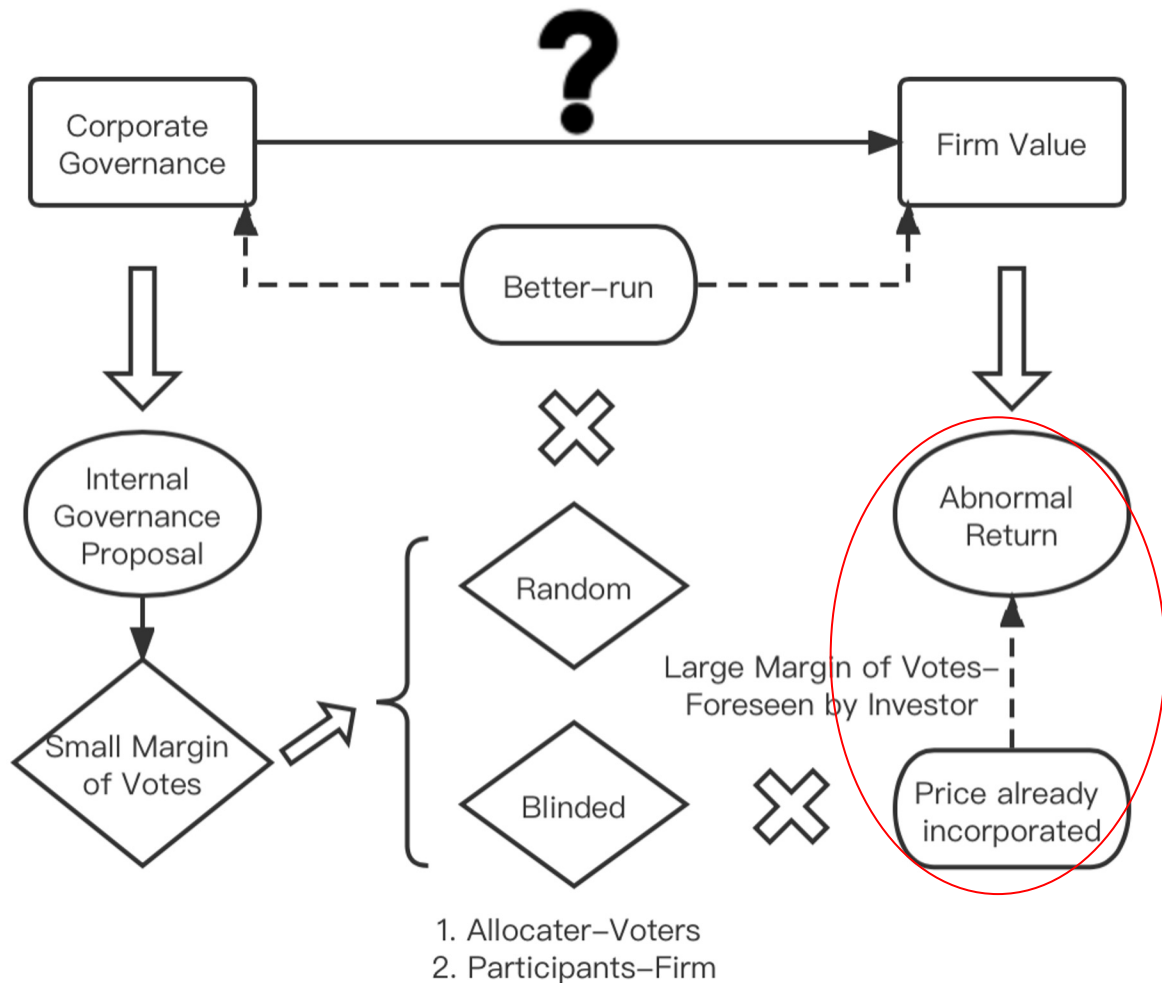 ?
Corporate
Governance
Firm Value
Better–run
Internal
Governance
Proposal
Abnormal
Return
Random
Large Margin of Votes–
Foreseen by Investor
Small Margin
of Votes
Blinded
Price already
incorporated
1. Allocater–Voters
2. Participants–Firm